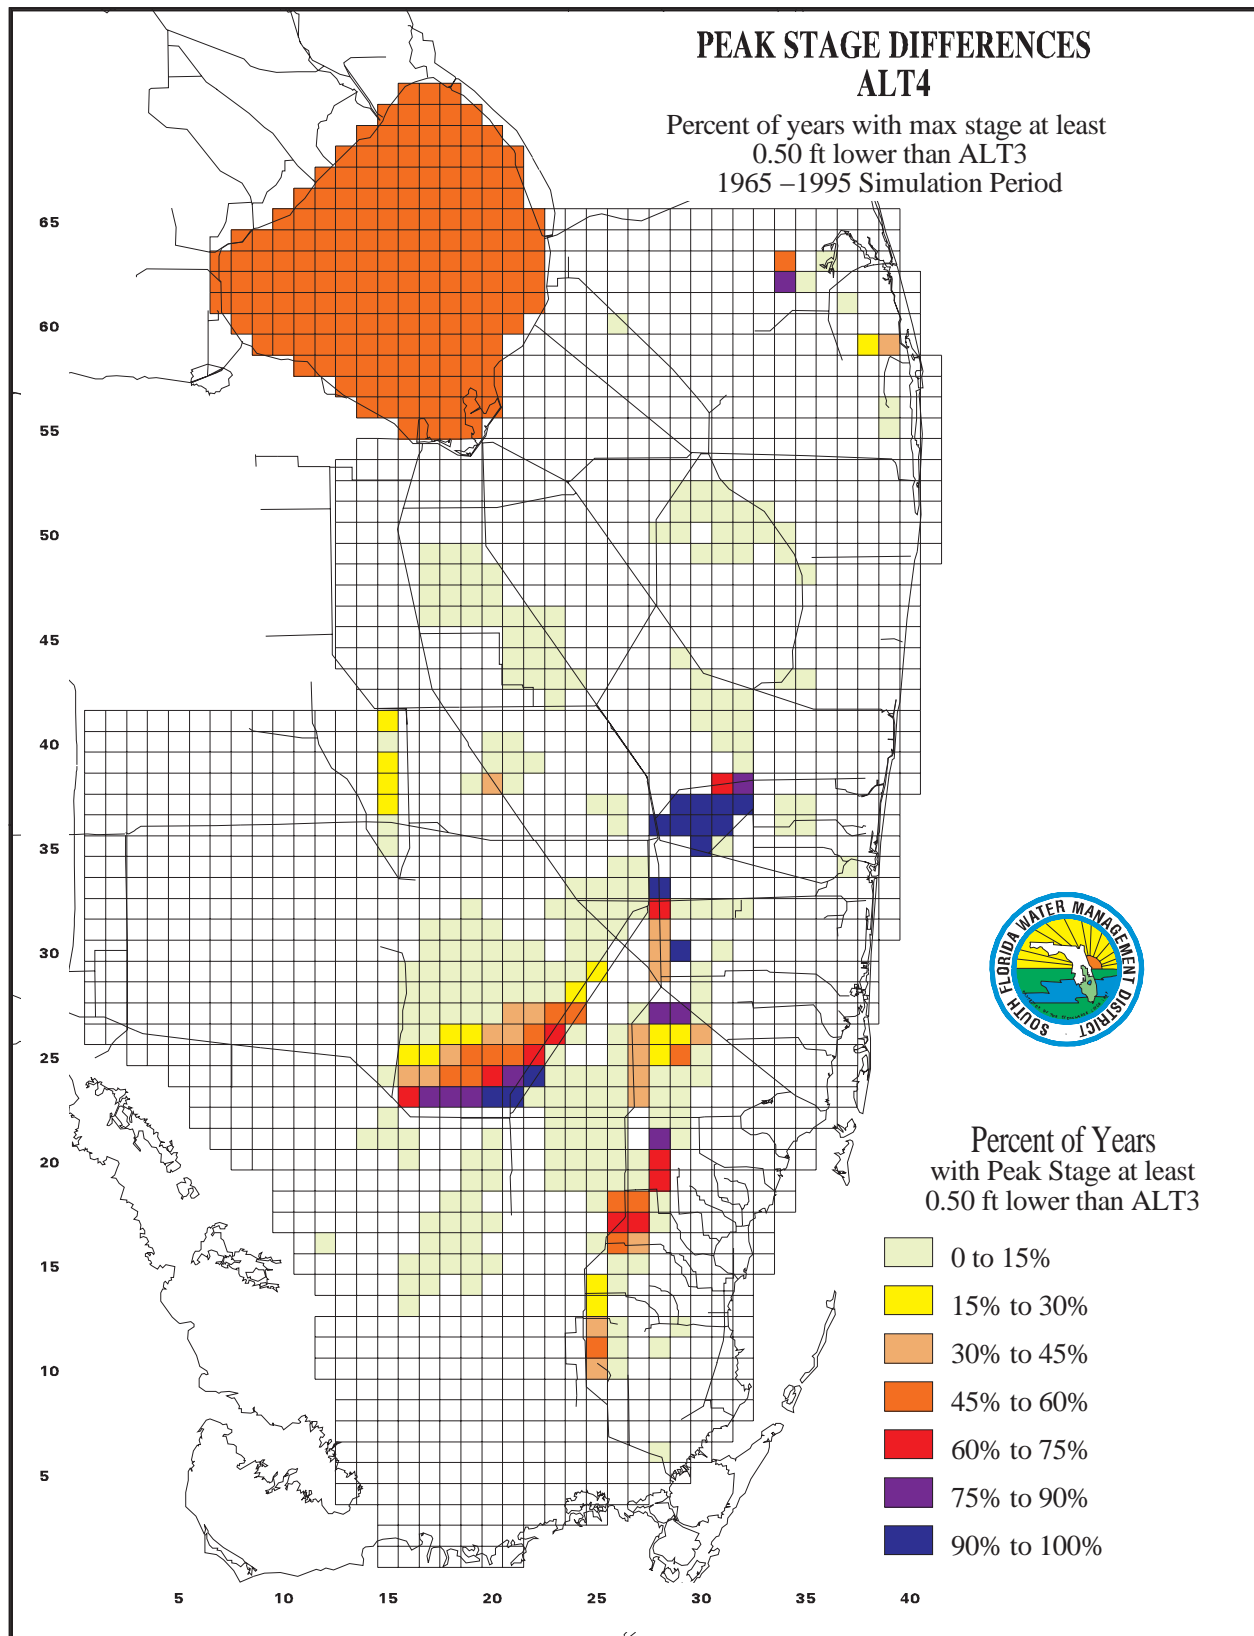 PEAK STAGE DIFFERENCES
ALT4
Percent of years with max stage at least
0.50 ft lower than ALT3
1965 –1995 Simulation Period
65
60
55
50
45
40
35
30
25
20
15
10
5
5
10
15
20
25
30
35
40
SOUTH FLORIDA WATER MANAGEMENT DISTRICT
Percent of Years
with Peak Stage at least
0.50 ft lower than ALT3
0 to 15%
15% to 30%
30% to 45%
45% to 60%
60% to 75%
75% to 90%
90% to 100%